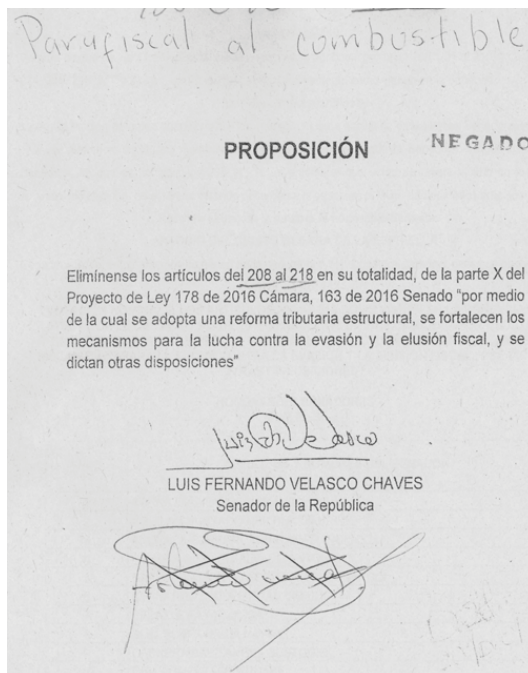 Parafiscal al combustible
PROPOSICIÓN
NEGADO
Elimínense los artículos del 208 al 218 en su totalidad, de la parte X del
Proyecto de Ley 178 de 2016 Cámara, 163 de 2016 Senado “por medio
de la cual se adopta una reforma tributaria estructural, se fortalecen los
mecanismos para la lucha contra la evasión y la elusión fiscal, y se
dictan otras disposiciones”
Luis Velasco
LUIS FERNANDO VELASCO CHAVES
Senador de la República